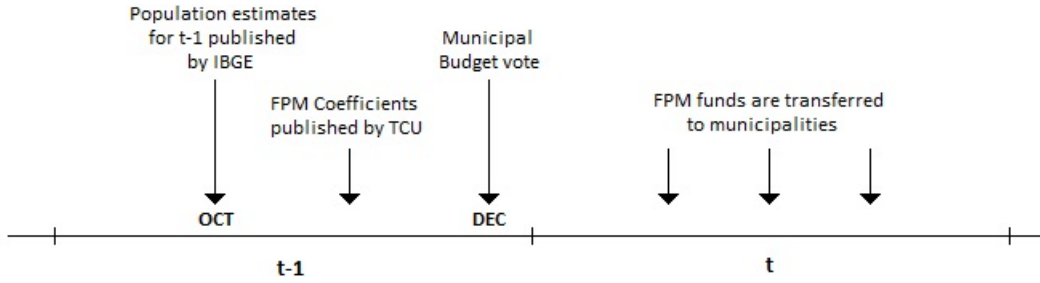 Population estimates
for t-1 published
by IBGE
FPM Coefficients
published by TCU
Municipal
Budget vote
FPM funds are transferred
to municipalities
OCT
DEC
t-1
t